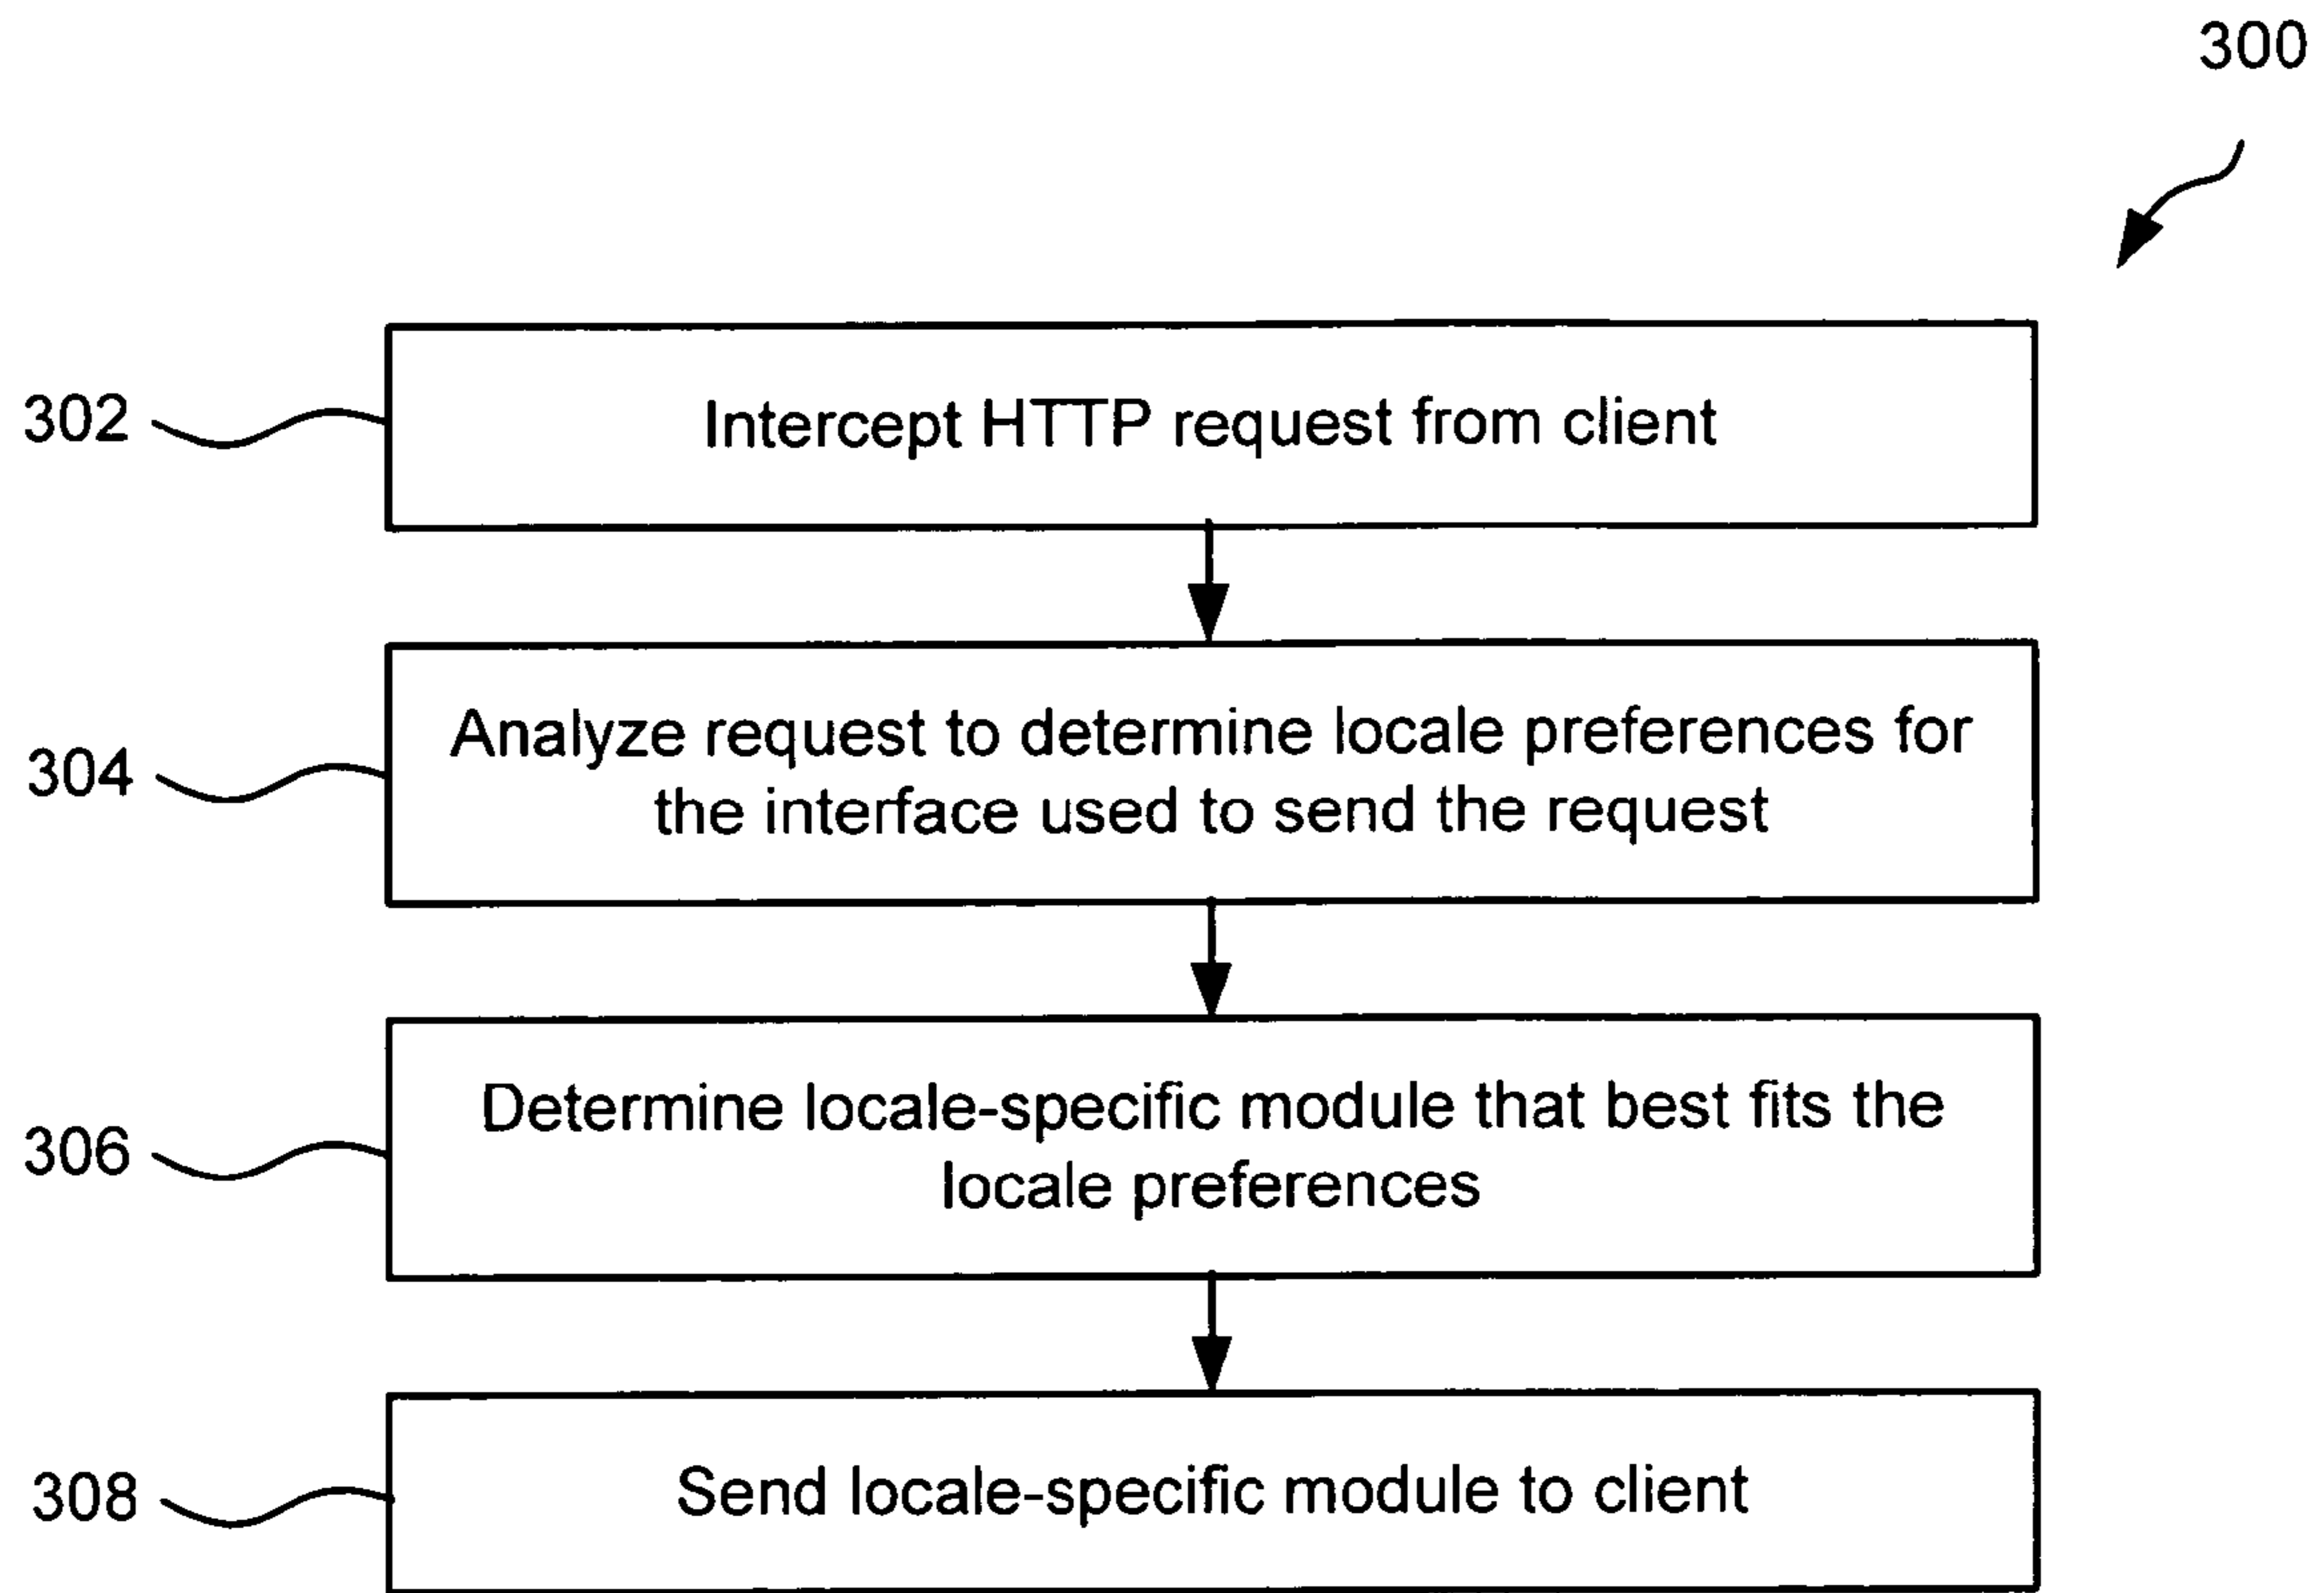 300
302
Intercept HTTP request from client
304
Analyze request to determine locale preferences for
the interface used to send the request
306
Determine locale-specific module that best fits the
locale preferences
308
Send locale-specific module to client